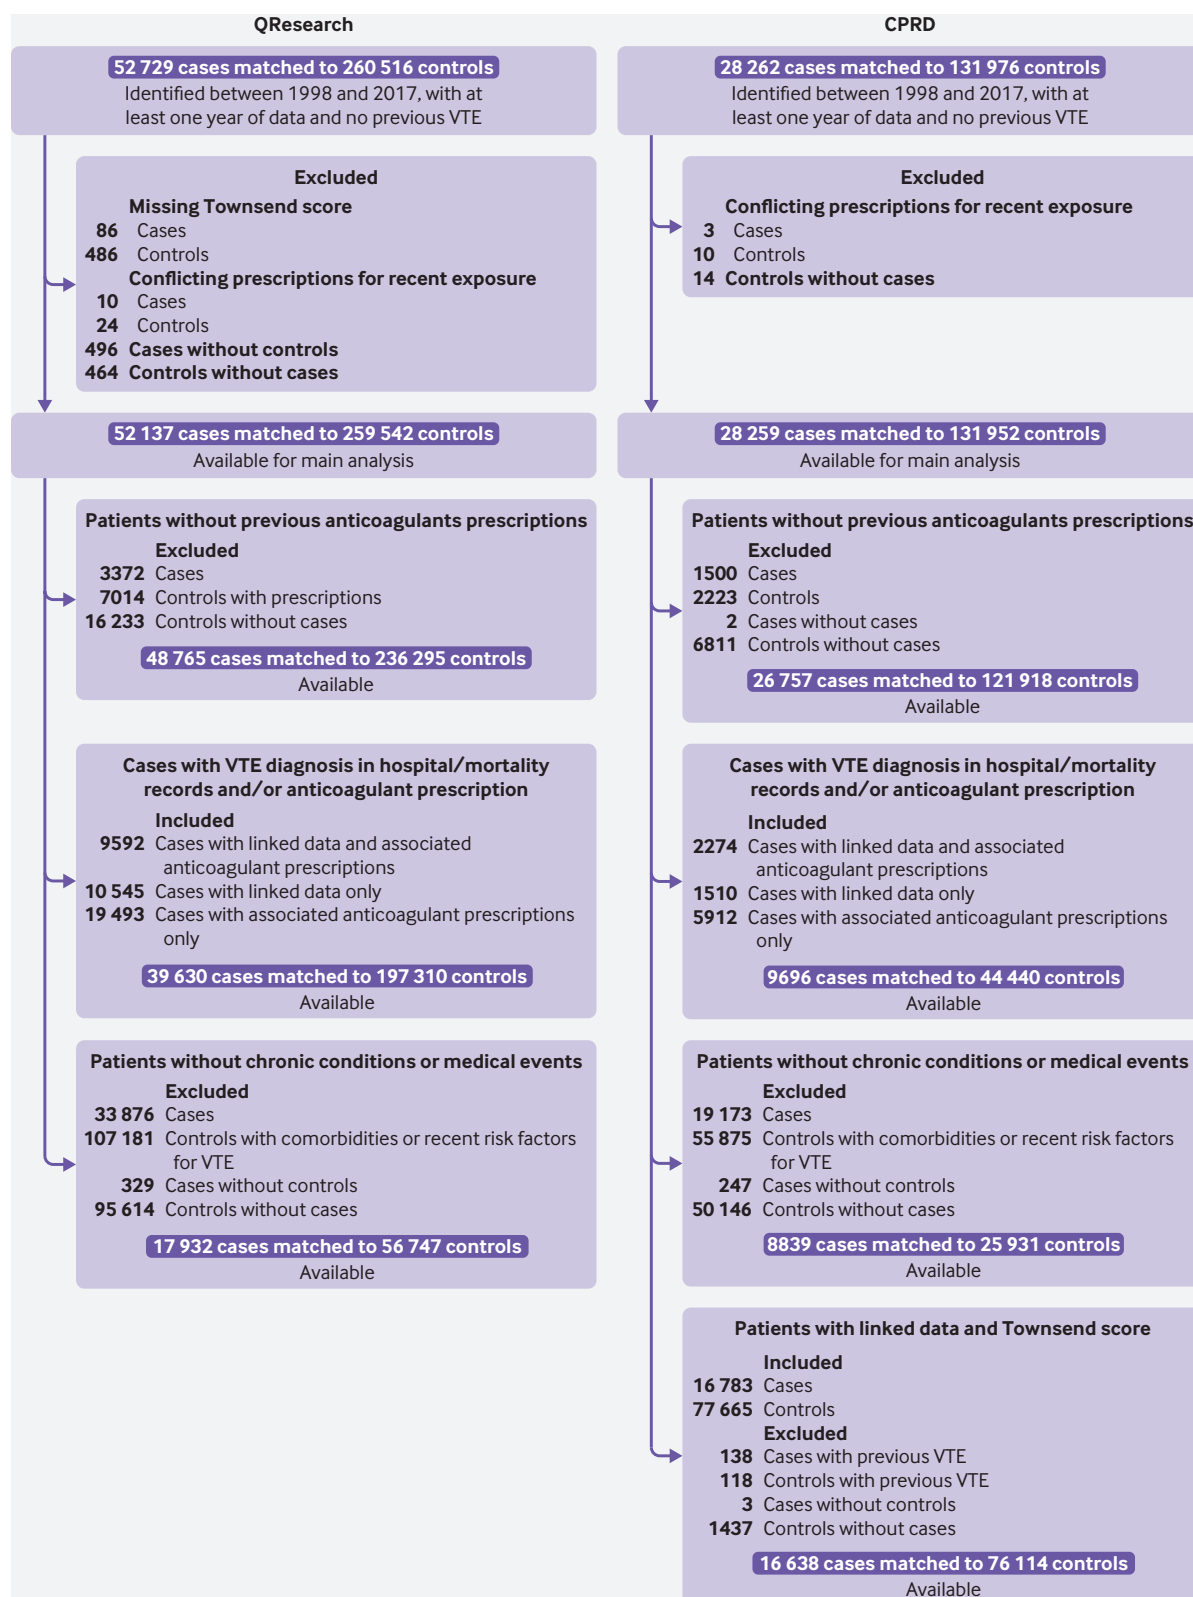 QResearch
52 729 cases matched to 260 516 controls
Identified between 1998 and 2017, with at
least one year of data and no previous VTE
Excluded
Missing Townsend score
86 Cases
486 Controls
Conflicting prescriptions for recent exposure
10 Cases
24 Controls
496 Cases without controls
464 Controls without cases
52 137 cases matched to 259 542 controls
Available for main analysis
Patients without previous anticoagulants prescriptions
Excluded
3372 Cases
7014 Controls with prescriptions
16 233 Controls without cases
48 765 cases matched to 236 295 controls
Available
Cases with VTE diagnosis in hospital/mortality
records and/or anticoagulant prescription
Included
9592 Cases with linked data and associated
anticoagulant prescriptions
10 545 Cases with linked data only
19 493 Cases with associated anticoagulant prescriptions
only
39 630 cases matched to 197 310 controls
Available
Patients without chronic conditions or medical events
Excluded
33 876 Cases
107 181 Controls with comorbidities or recent risk factors
for VTE
329 Cases without controls
95 614 Controls without cases
17 932 cases matched to 56 747 controls
Available
CPRD
28 262 cases matched to 131 976 controls
Identified between 1998 and 2017, with at
least one year of data and no previous VTE
Excluded
Conflicting prescriptions for recent exposure
3 Cases
10 Controls
14 Controls without cases
28 259 cases matched to 131 952 controls
Available for main analysis
Patients without previous anticoagulants prescriptions
Excluded
1500 Cases
2223 Controls
2 Cases without cases
6811 Controls without cases
26 757 cases matched to 121 918 controls
Available
Cases with VTE diagnosis in hospital/mortality
records and/or anticoagulant prescription
Included
2274 Cases with linked data and associated
anticoagulant prescriptions
1510 Cases with linked data only
5912 Cases with associated anticoagulant prescriptions
only
9696 cases matched to 44 440 controls
Available
Patients without chronic conditions or medical events
Excluded
19 173 Cases
55 875 Controls with comorbidities or recent risk factors
for VTE
247 Cases without controls
50 146 Controls without cases
8839 cases matched to 25 931 controls
Available
Patients with linked data and Townsend score
Included
16 783 Cases
77 665 Controls
Excluded
138 Cases with previous VTE
118 Controls with previous VTE
3 Cases without controls
1437 Controls without cases
16 638 cases matched to 76 114 controls
Available